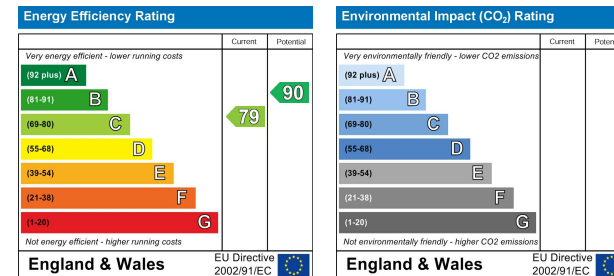 Energy Efficiency Rating
Current Potential
Very energy efficient - lower running costs
(92 plus) A
(81-91) B
90
(69-80) C
79
(55-68) D
(39-54) E
(21-38) F
(1-20) G
Not energy efficient - higher running costs
England & Wales
EU Directive
2002/91/EC
Environmental Impact (CO₂) Rating
Current Poten
Very environmentally friendly - lower CO2 emissions
(92 plus) A
(81-91) B
(69-80) C
(55-68) D
(39-54) E
(21-38) F
(1-20) G
Not environmentally friendly - higher CO2 emissions
England & Wales
EU Directive
2002/91/EC